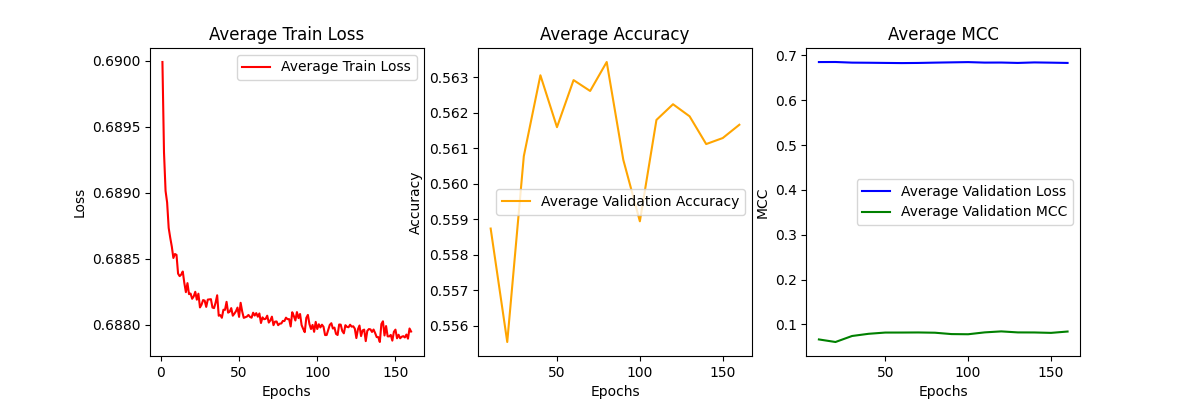 Average Train Loss
0.6900
0.6895
0.6890
0.6885
0.6880
Loss
0
50
100
150
Epochs
Average Train Loss
Average Accuracy
0.563
0.562
0.561
0.560
0.559
0.558
0.557
0.556
Accuracy
50
100
150
Epochs
Average Validation Accuracy
Average MCC
0.7
0.6
0.5
0.4
0.3
0.2
0.1
MCC
50
100
150
Epochs
Average Validation Loss
Average Validation MCC